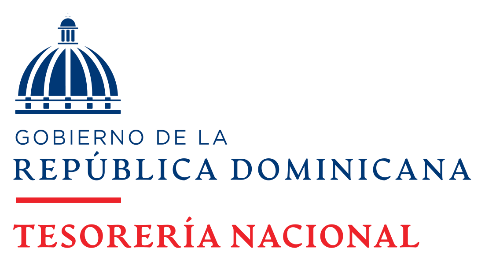 GOBIERNO DE LA
REPÚBLICA DOMINICANA
TESORERÍA NACIONAL